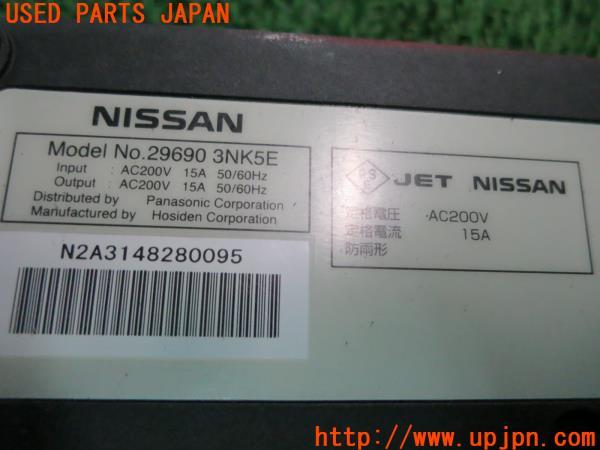 USED PARTS JAPAN
NISSAN
Model No.29690 3NK5E
Input : AC200V 15A 50/60Hz
Output : AC200V 15A 50/60Hz
Distributed by Panasonic Corporation
Manufactured by Hosiden Corporation
N2A3148280095
PS
E
JET NISSAN
定格電圧 AC200V
定格電流 15A
防雨形
http://www.upjpn.com